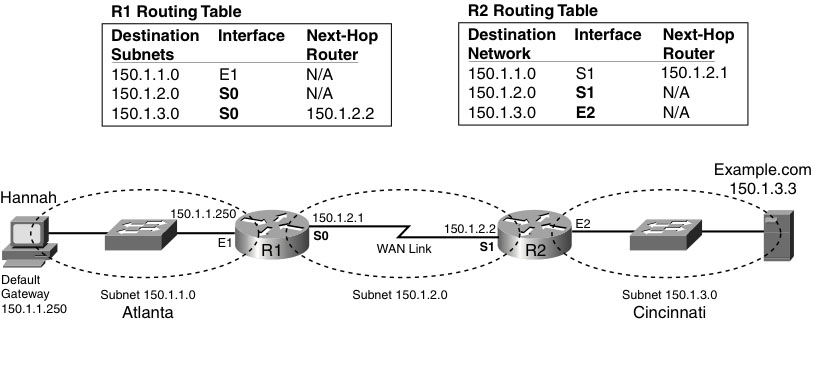 R1 Routing Table
Destination Subnets Interface Next-Hop Router
150.1.1.0 E1 N/A
150.1.2.0 S0 N/A
150.1.3.0 S0 150.1.2.2
R2 Routing Table
Destination Network Interface Next-Hop Router
150.1.1.0 S1 150.1.2.1
150.1.2.0 S1 N/A
150.1.3.0 E2 N/A
Hannah
Default
Gateway
150.1.1.250
150.1.1.250
E1
R1
150.1.2.1
S0
WAN Link
150.1.2.2
S1
R2
E2
Example.com
150.1.3.3
Subnet 150.1.1.0
Atlanta
Subnet 150.1.2.0
Subnet 150.1.3.0
Cincinnati